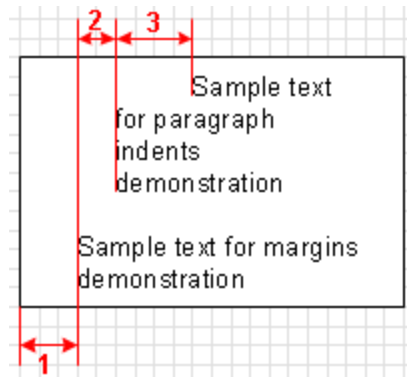 2 3
Sample text
for paragraph
indents
demonstration
Sample text for margins
demonstration
1